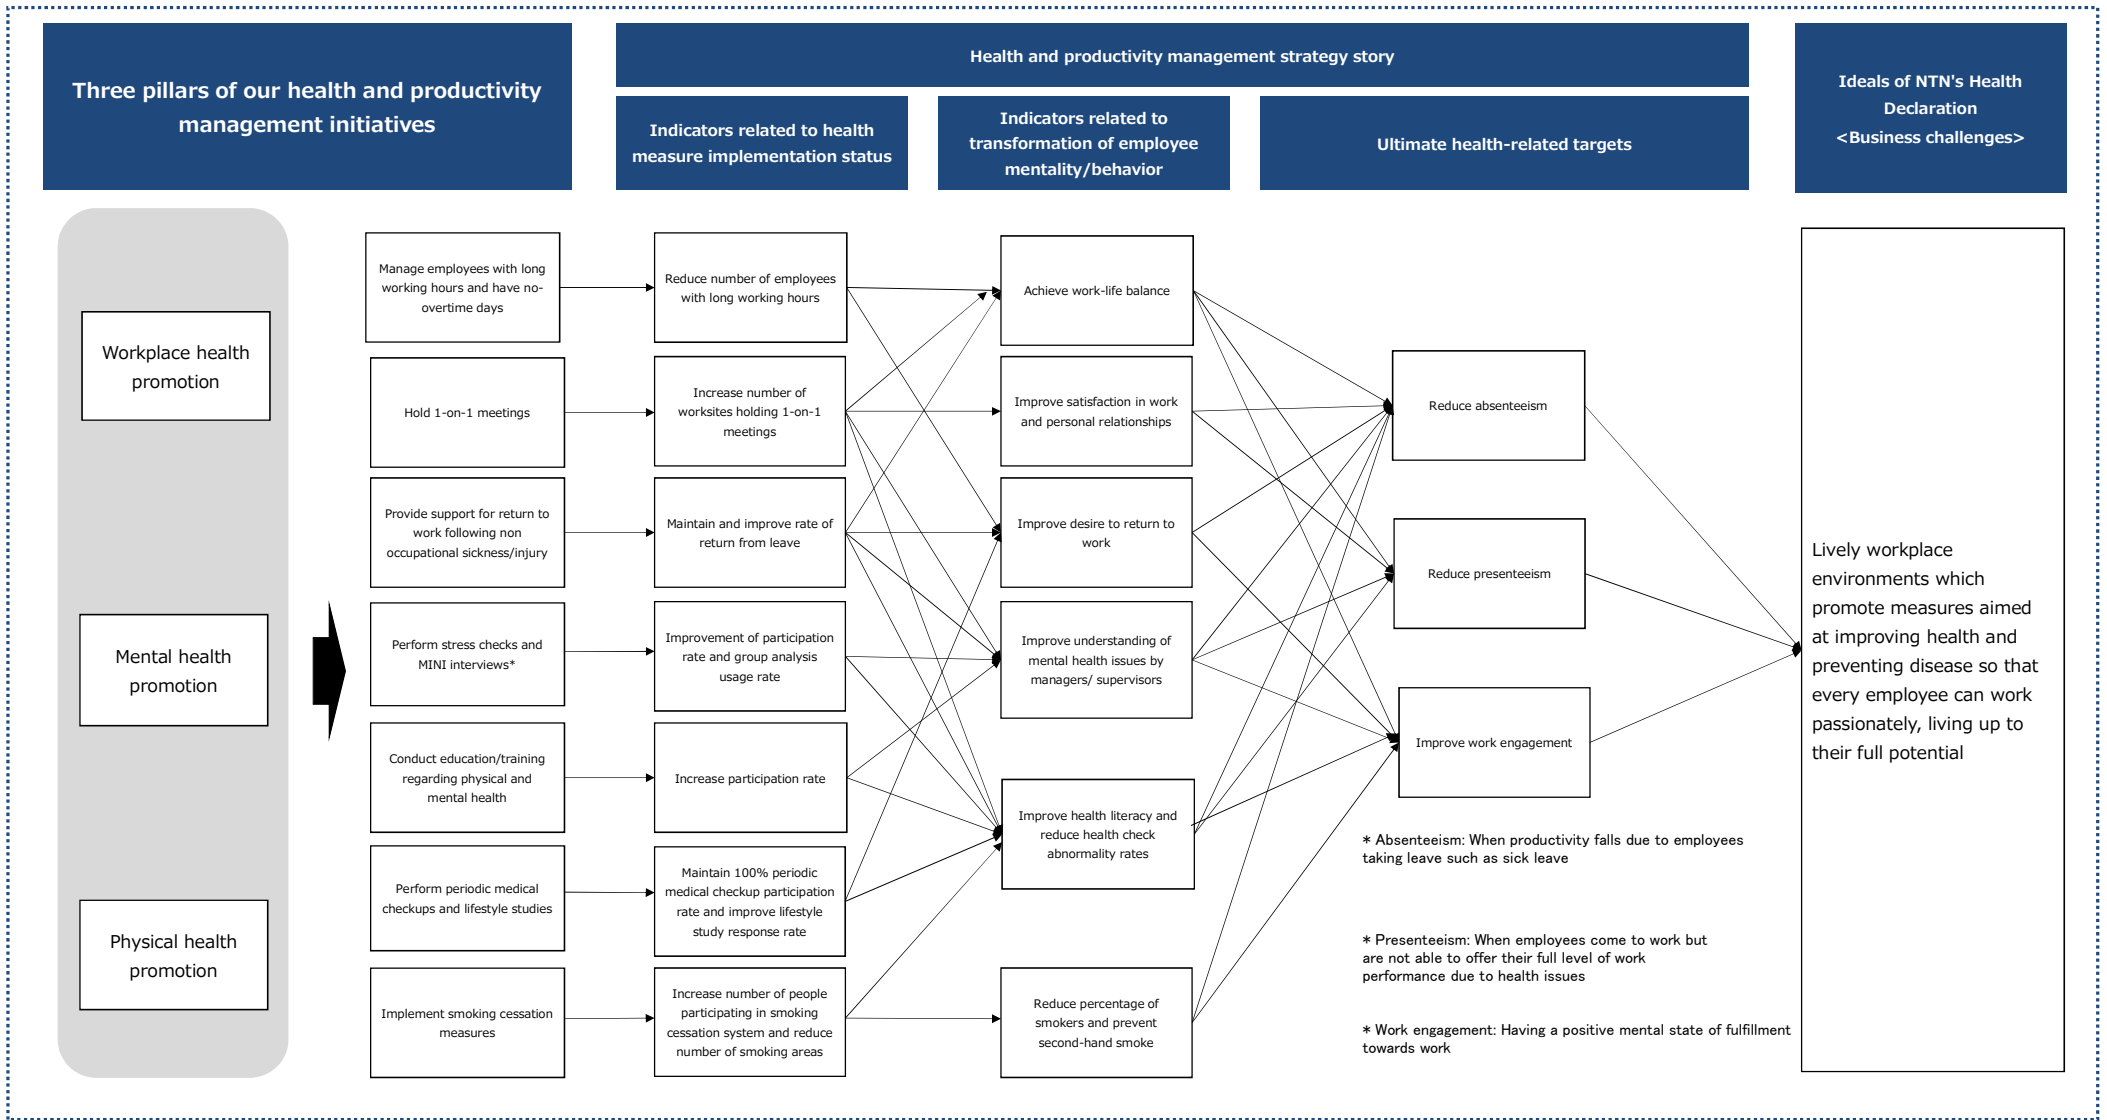 Three pillars of our health and productivity
management initiatives
Health and productivity management strategy story
Indicators related to health
measure implementation status
Indicators related to
transformation of employee
mentality/behavior
Ultimate health-related targets
Ideals of NTN's Health
Declaration
<Business challenges>
Workplace health
promotion
Mental health
promotion
Physical health
promotion
Manage employees with long
working hours and have no-
overtime days
Hold 1-on-1 meetings
Provide support for return to
work following non
occupational sickness/injury
Perform stress checks and
MINI interviews*
Conduct education/training
regarding physical and
mental health
Perform periodic medical
checkups and lifestyle studies
Implement smoking cessation
measures
Reduce number of employees
with long working hours
Increase number of
worksites holding 1-on-1
meetings
Maintain and improve rate of
return from leave
Improvement of participation
rate and group analysis
usage rate
Increase participation rate
Maintain 100% periodic
medical checkup participation
rate and improve lifestyle
study response rate
Increase number of people
participating in smoking
cessation system and reduce
number of smoking areas
Achieve work-life balance
Improve satisfaction in work
and personal relationships
Improve desire to return to
work
Improve understanding of
mental health issues by
managers/ supervisors
Improve health literacy and
reduce health check
abnormality rates
Reduce percentage of
smokers and prevent
second-hand smoke
Reduce absenteeism
Reduce presenteeism
Improve work engagement
* Absenteeism: When productivity falls due to employees
taking leave such as sick leave
* Presenteeism: When employees come to work but
are not able to offer their full level of work
performance due to health issues
* Work engagement: Having a positive mental state of fulfillment
towards work
Lively workplace
environments which
promote measures aimed
at improving health and
preventing disease so that
every employee can work
passionately, living up to
their full potential